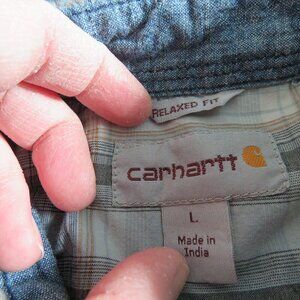 RELAXED FIT
carhartt
L
Made in
India